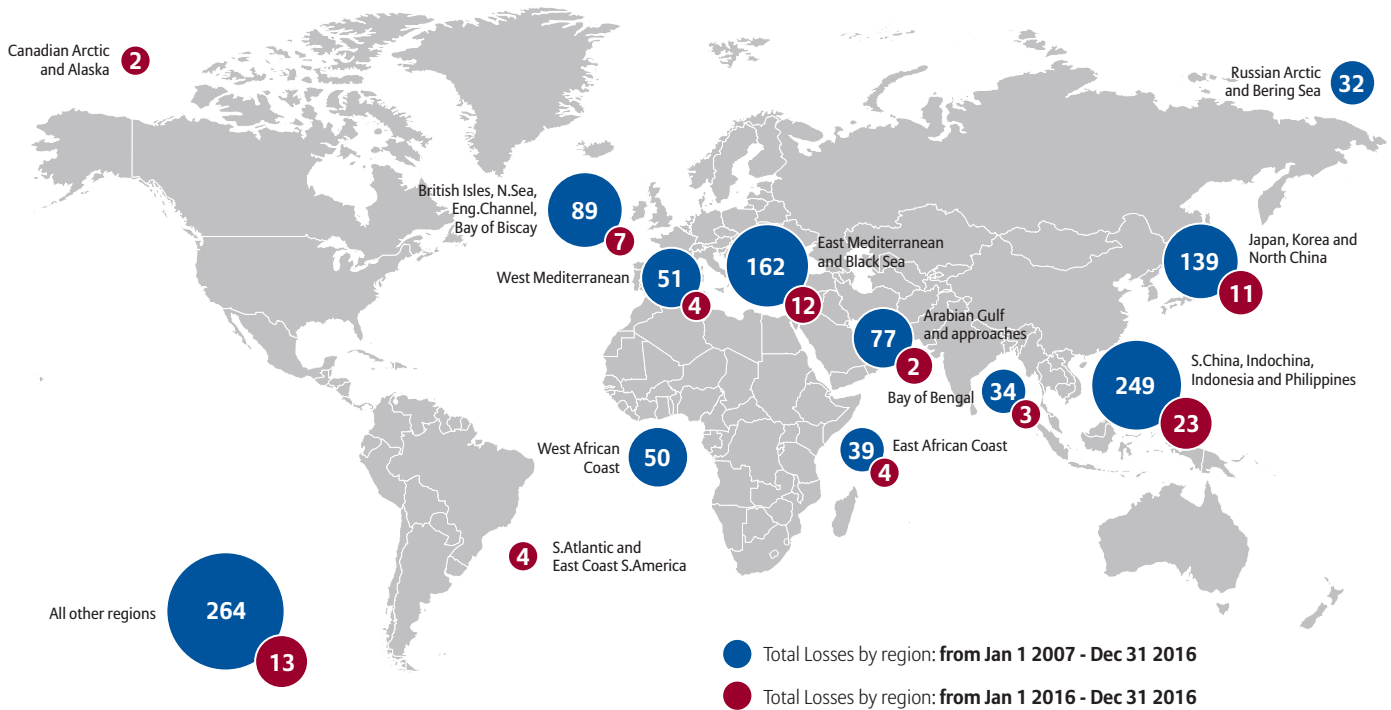 Canadian Arctic
and Alaska
2
Russian Arctic
and Bering Sea
32
British Isles, N.Sea,
Eng.Channel,
Bay of Biscay
89
7
West Mediterranean
51
4
162
12
East Mediterranean
and Black Sea
139
11
Japan, Korea and
North China
77
2
Arabian Gulf
and approaches
Bay of Bengal
34
3
249
23
S.China, Indochina,
Indonesia and Philippines
West African
Coast
50
39
4
East African Coast
4
S.Atlantic and
East Coast S.America
All other regions
264
13
Total Losses by region: from Jan 1 2007 - Dec 31 2016
Total Losses by region: from Jan 1 2016 - Dec 31 2016